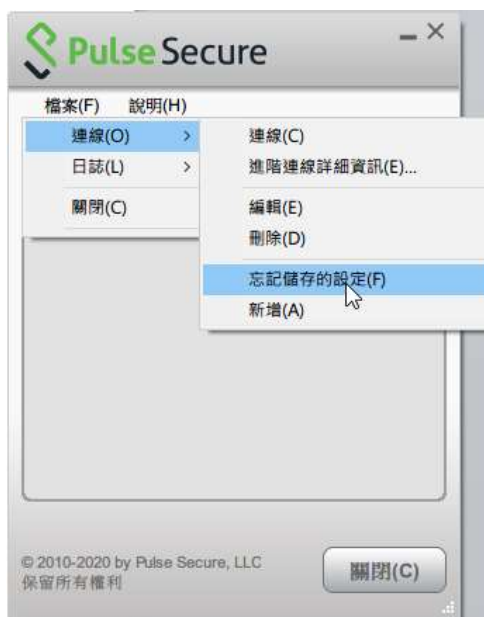 Pulse Secure
檔案(F) 說明(H)
連線(O)
日誌(L)
關閉(C)
連線(C)
進階連線詳細資訊(E)...
編輯(E)
刪除(D)
忘記儲存的設定(F)
新增(A)
© 2010-2020 by Pulse Secure, LLC
保留所有權利
關閉(C)